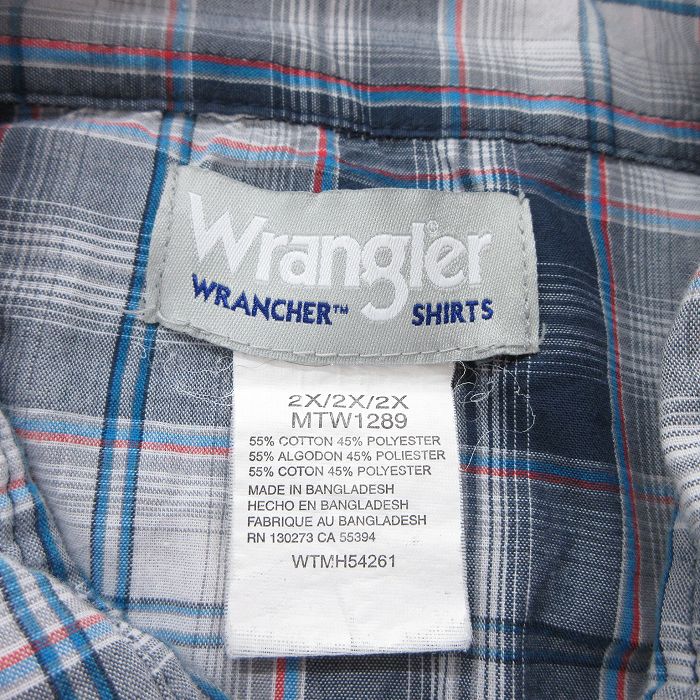 Wrangler®
WRANCHER™ SHIRTS
2X/2X/2X
MTW1289
55% COTTON 45% POLYESTER
55% ALGODON 45% POLIESTER
55% COTON 45% POLYESTER
MADE IN BANGLADESH
HECHO EN BANGLADESH
FABRIQUE AU BANGLADESH
RN 130273 CA 55394
WTMH54261